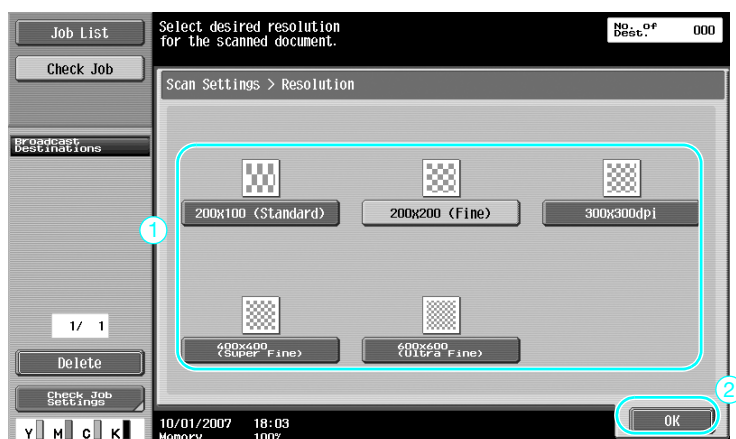 Job List
Check Job
Broadcast
Destinations
1/ 1
Delete
Check Job
Settings
Y M C K
Select desired resolution
for the scanned document.
No. of
Dest.
000
Scan Settings > Resolution
1
200X100 (Standard)
200X200 (Fine)
300X300dpi
400x400
(Super Fine)
600x600
(Ultra Fine)
2
OK
10/01/2007 18:03
Memory 100%